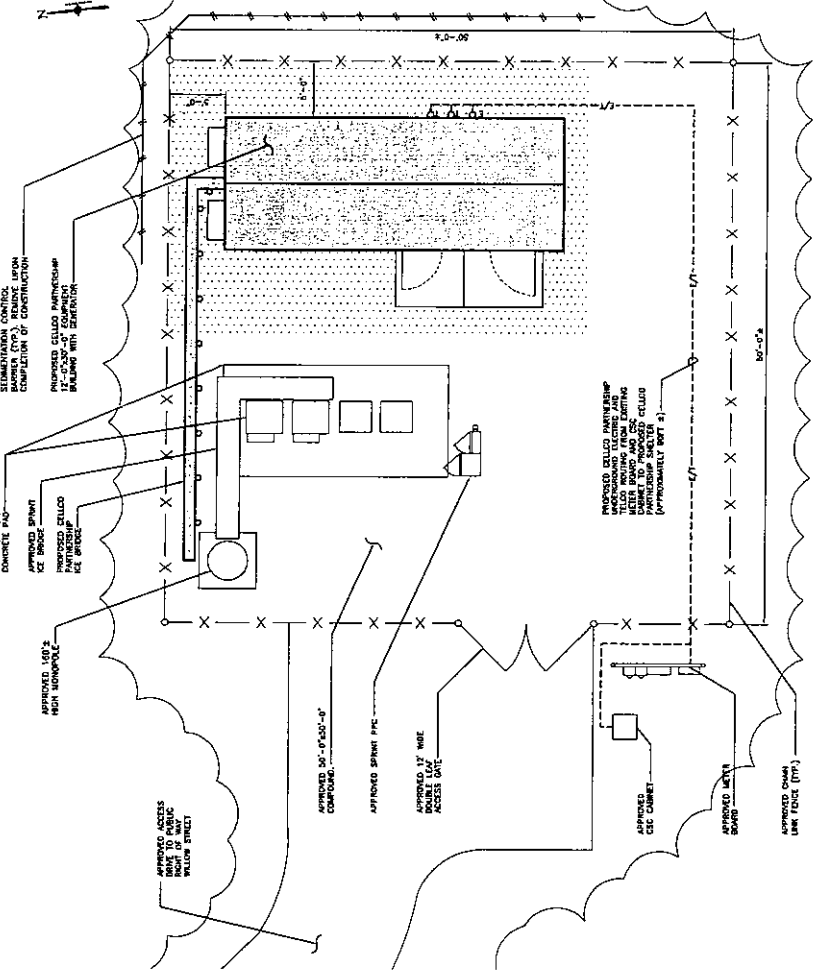 N
SEDIMENTATION CONTROL
BARRIER (TYP.). REMOVE UPON
COMPLETION OF CONSTRUCTION
PROPOSED CELLCO PARTNERSHIP
12'-0"x30'-0" EQUIPMENT
BUILDING WITH GENERATOR
CONCRETE PAD
APPROVED SPRINT
ICE BRIDGE
PROPOSED CELLCO
PARTNERSHIP
ICE BRIDGE
APPROVED 160'±
HIGH MONOPOLE
APPROVED ACCESS
DRIVE TO PUBLIC
RIGHT OF WAY
WILLOW STREET
APPROVED 50'-0"x50'-0"
COMPOUND.
APPROVED SPRINT PPC
APPROVED 12' WIDE
DOUBLE LEAF
ACCESS GATE
APPROVED
CSC CABINET
APPROVED METER
BOARD
APPROVED CHAIN
LINK FENCE (TYP.)
PROPOSED CELLCO PARTNERSHIP
UNDERGROUND ELECTRIC AND
TELCO ROUTING FROM EXISTING
METER BOARD AND CSC
CABINET TO PROPOSED CELLCO
PARTNERSHIP SHELTER
(APPROXIMATELY 90FT ±)
50'-0"±
5'-0"
50'-0"±
E/T
E/T
E/T